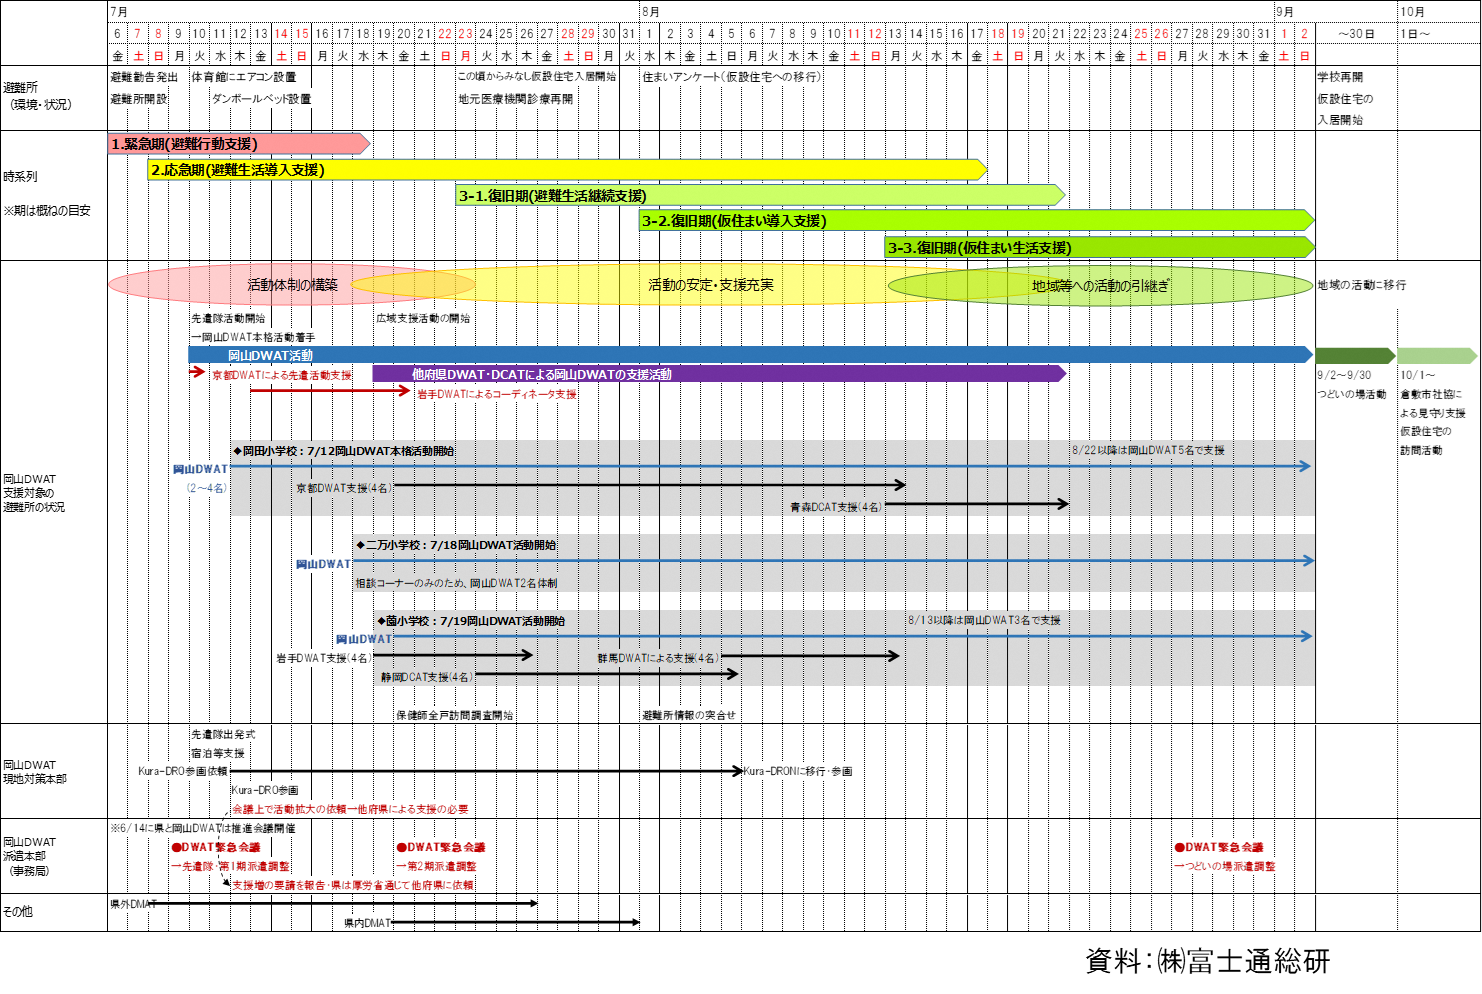 7月 8月 9月 10月
6 7 8 9 10 11 12 13 14 15 16 17 18 19 20 21 22 23 24 25 26 27 28 29 30 31 1 2 3 4 5 6 7 8 9 10 11 12 13 14 15 16 17 18 19 20 21 22 23 24 25 26 27 28 29 30 31 1 2 ～30日 1日～
金 土 日 月 火 水 木 金 土 日 月 火 水 木 金 土 日 月 火 水 木 金 土 日 月 火 水 木 金 土 日 月 火 水 木 金 土 日 月 火 水 木 金 土 日 月 火 水 木 金 土 日 月 火 水 木 金 土 日
避難所
（環境・状況）
避難勧告発出 体育館にエアコン設置 この頃からみなし仮設住宅入居開始 住まいアンケート（仮設住宅への移行） 学校再開
避難所開設 ダンボールベッド設置 地元医療機関診療再開 仮設住宅の
入居開始
時系列
※期は概ねの目安
1.緊急期(避難行動支援)
2.応急期(避難生活導入支援)
3-1.復旧期(避難生活継続支援)
3-2.復旧期(仮住まい導入支援)
3-3.復旧期(仮住まい生活支援)
岡山DWAT
支援対象の
避難所の状況
活動体制の構築 活動の安定・支援充実 地域等への活動の引継ぎ 地域の活動に移行
先遣隊活動開始 広域支援活動の開始
→岡山DWAT本格活動着手
岡山DWAT活動
京都DWATによる先遣活動支援 他府県DWAT・DCATによる岡山DWATの支援活動 9/2～9/30 10/1～
岩手DWATによるコーディネータ支援 つどいの場活動 倉敷市社協に
よる見守り支援
仮設住宅の
訪問活動
◆岡田小学校：7/12岡山DWAT本格活動開始 8/22以降は岡山DWAT5名で支援
岡山DWAT
(2～4名) 京都DWAT支援(4名)
青森DCAT支援(4名)
◆二万小学校：7/18岡山DWAT活動開始
岡山DWAT
相談コーナーのみのため、岡山DWAT2名体制
◆薗小学校：7/19岡山DWAT活動開始 8/13以降は岡山DWAT3名で支援
岡山DWAT
岩手DWAT支援(4名) 群馬DWATによる支援(4名)
静岡DCAT支援(4名)
保健師全戸訪問調査開始 避難所情報の突合せ
岡山DWAT
現地対策本部
先遣隊出発式
宿泊等支援
Kura-DRO参画依頼 Kura-DRONに移行・参画
Kura-DRO参画
会議上で活動拡大の依頼→他府県による支援の必要
岡山DWAT
派遣本部
（事務局）
※6/14に県と岡山DWATは推進会議開催
●DWAT緊急会議 ●DWAT緊急会議 ●DWAT緊急会議
→先遣隊・第1期派遣調整 →第2期派遣調整 →つどいの場派遣調整
支援増の要請を報告・県は厚労省通じて他府県に依頼
その他
県外DMAT
県内DMAT
資料：㈱富士通総研